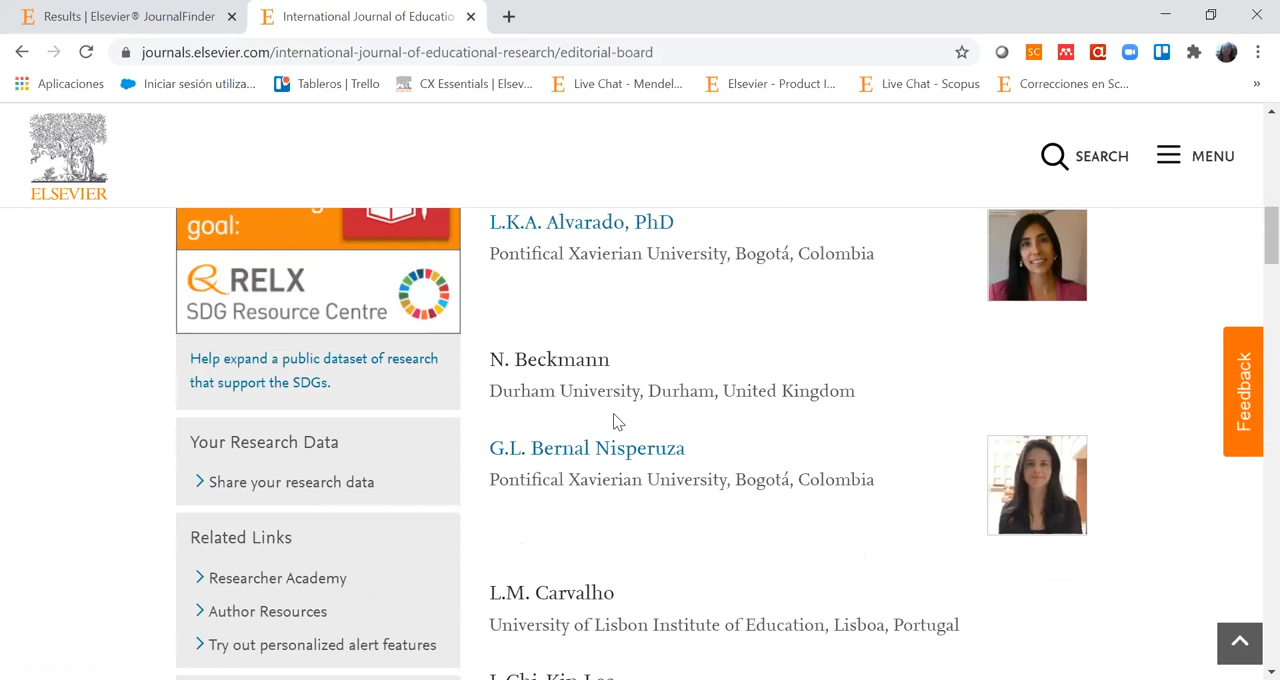 Results | Elsevier® JournalFinder
International Journal of Educatio
journals.elsevier.com/international-journal-of-educational-research/editorial-board
Aplicaciones
Iniciar sesión utiliza...
Tableros | Trello
CX Essentials | Elsev...
Live Chat - Mendel...
Elsevier - Product I...
Live Chat - Scopus
Correcciones en Sc...
»
ELSEVIER
SEARCH
MENU
goal:
RELX
SDG Resource Centre
Help expand a public dataset of research
that support the SDGs.
Your Research Data
Share your research data
Related Links
Researcher Academy
Author Resources
Try out personalized alert features
L.K.A. Alvarado, PhD
Pontifical Xavierian University, Bogotá, Colombia
N. Beckmann
Durham University, Durham, United Kingdom
G.L. Bernal Nisperuza
Pontifical Xavierian University, Bogotá, Colombia
L.M. Carvalho
University of Lisbon Institute of Education, Lisboa, Portugal
Feedback